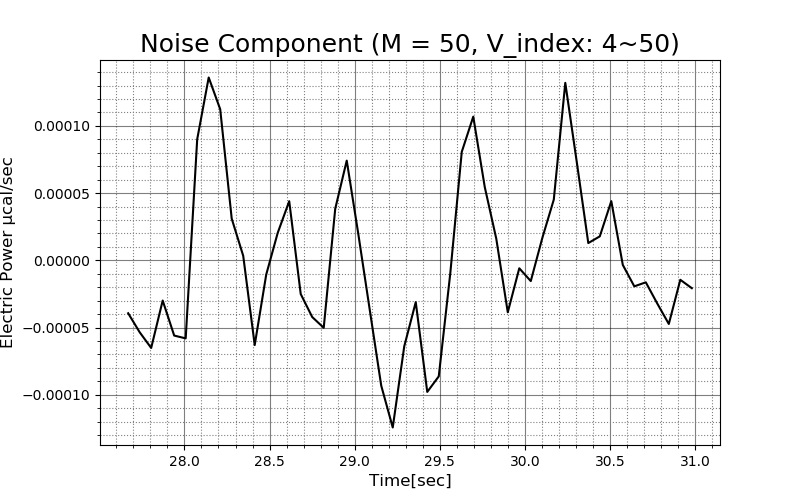 Noise Component (M = 50, V_index: 4~50)
Electric Power μcal/sec
0.00010
0.00005
0.00000
−0.00005
−0.00010
28.0 28.5 29.0 29.5 30.0 30.5 31.0
Time[sec]